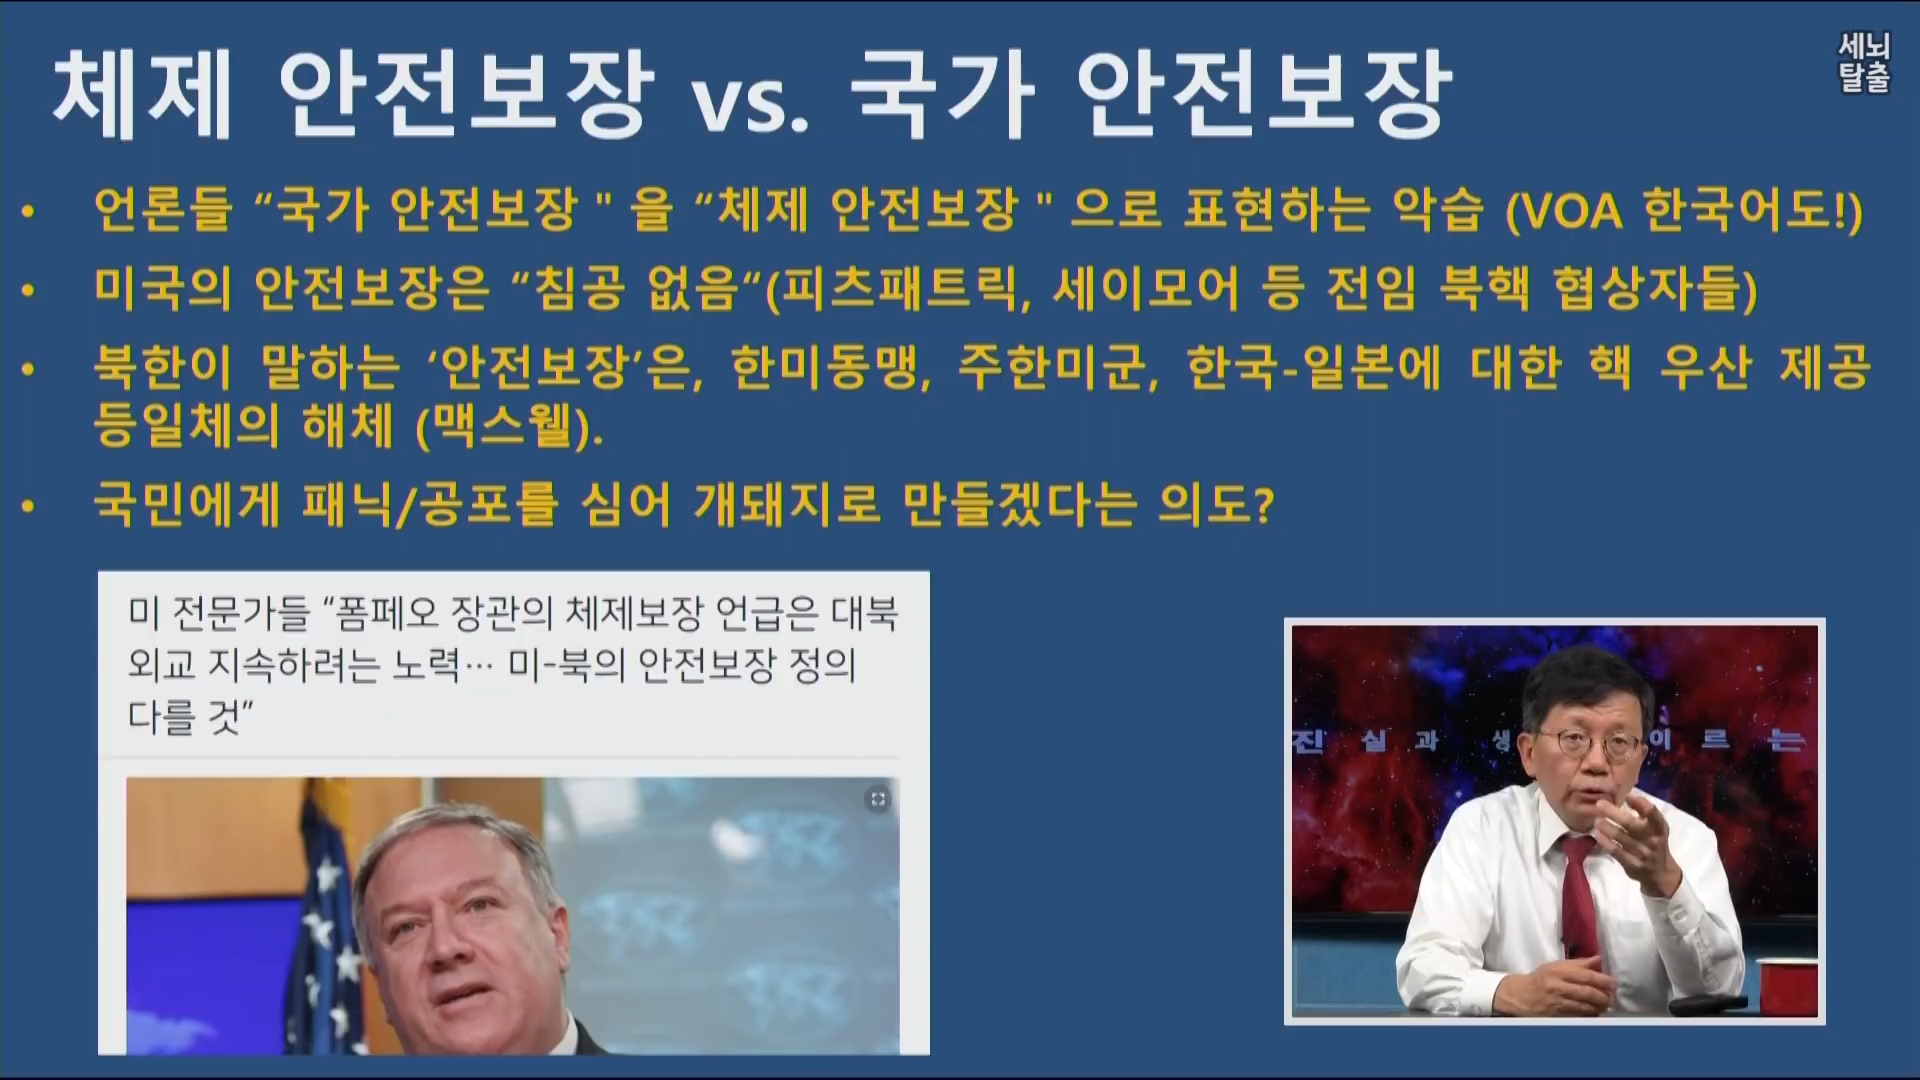 체제 안전보장 vs. 국가 안전보장
세뇌
탈출
• 언론들 “국가 안전보장 " 을 “체제 안전보장 " 으로 표현하는 악습 (VOA 한국어도!)
• 미국의 안전보장은 “침공 없음“(피츠패트릭, 세이모어 등 전임 북핵 협상자들)
• 북한이 말하는 ‘안전보장’은, 한미동맹, 주한미군, 한국-일본에 대한 핵 우산 제공
등일체의 해체 (맥스웰).
• 국민에게 패닉/공포를 심어 개돼지로 만들겠다는 의도?
미 전문가들 “폼페오 장관의 체제보장 언급은 대북
외교 지속하려는 노력… 미-북의 안전보장 정의
다를 것”
진 실 과 생 이 르 는